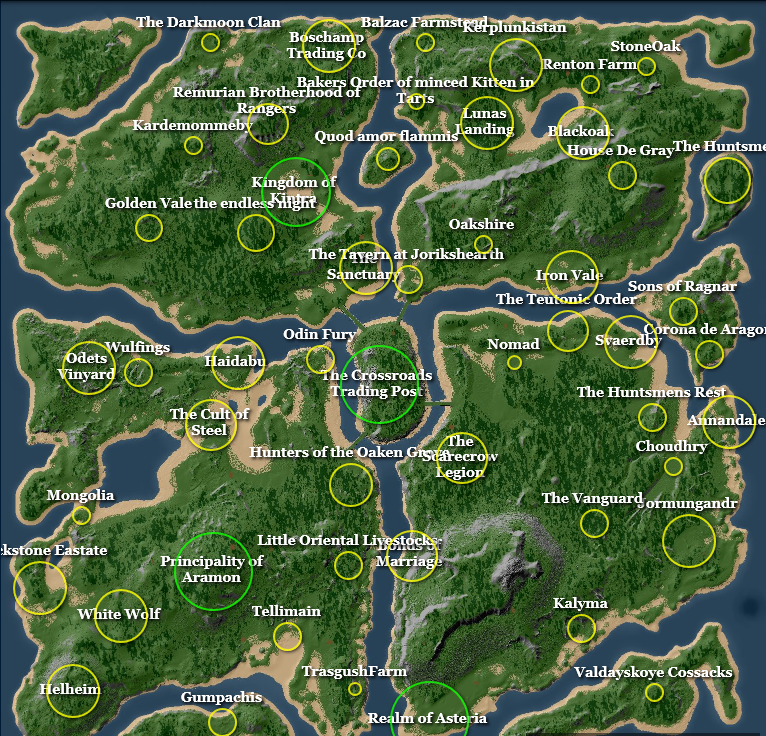 The Darkmoon Clan
Boschamp
Trading Co
Balzac Farmstead
Kerplunkistan
StoneOak
Renton Farm
Bakers Order of minced Kitten in
Tarts
Remurian Brotherhood of
Rangers
Kardemommeby
Quod amor flammis
Lunas
Landing
Blackoak
House De Gray
The Huntsme
Kingdom of
Kinira
Golden Vale
the endless night
Oakshire
The Tavern at Jorikshearth
The
Sanctuary
Iron Vale
Sons of Ragnar
The Teutonic Order
Svaerdby
Corona de Aragon
Odin Fury
Nomad
Wulfings
Odets
Vinyard
Haidabu
The Crossroads
Trading Post
The Huntsmens Rest
Annandale
The Cult of
Steel
Hunters of the Oaken Grove
The
Scarecrow
Legion
Choudhry
Mongolia
The Vanguard
Jormungandr
Little Oriental Livestocks
Marriage
ckstone Eastate
Principality of
Aramon
White Wolf
Tellimain
Kalyma
Helheim
TrasgushFarm
Valdayskoye Cossacks
Gumpachis
Realm of Asteria